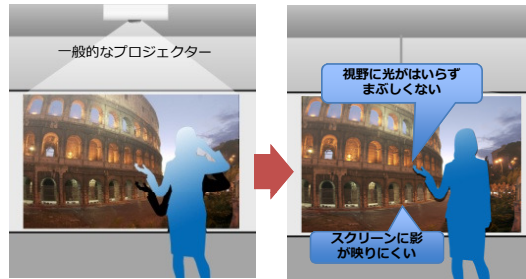 一般的なプロジェクター
視野に光がはいらず
まぶしくない
スクリーンに影
が映りにくい